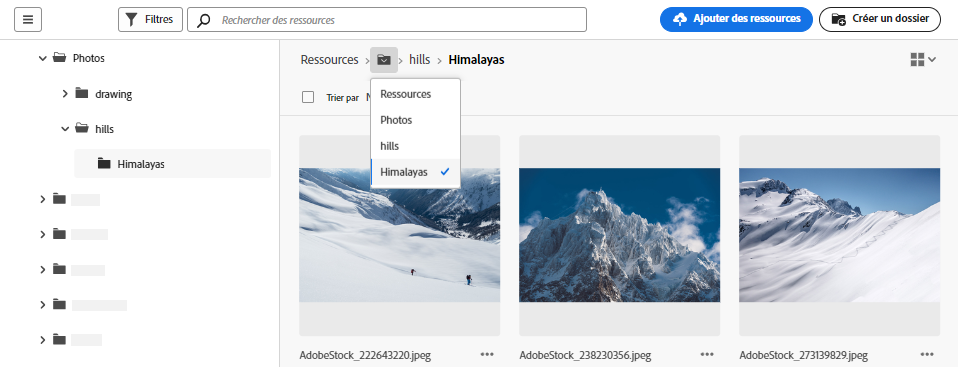 Filtres
Rechercher des ressources
Ajouter des ressources
Créer un dossier
Photos
drawing
hills
Himalayas
Ressources > > hills > Himalayas
Trier par
Ressources
Photos
hills
Himalayas
AdobeStock_222643220.jpeg
AdobeStock_238230356.jpeg
AdobeStock_273139829.jpeg